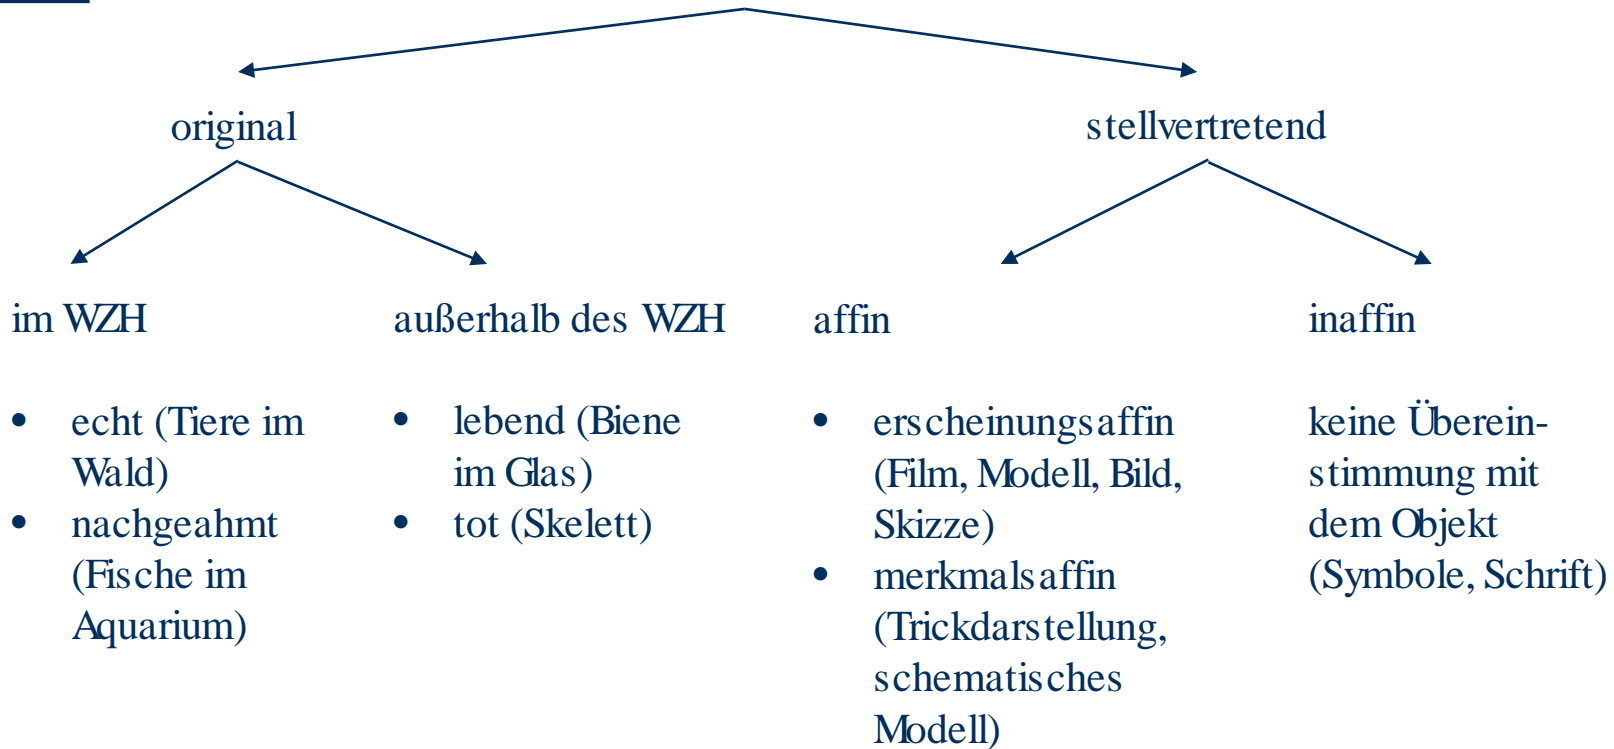 original
stellvertretend
im WZH
außerhalb des WZH
affin
inaffin
• echt (Tiere im
Wald)
• nachgeahmt
(Fische im
Aquarium)
• lebend (Biene
im Glas)
• tot (Skelett)
• erscheinungsaffin
(Film, Modell, Bild,
Skizze)
• merkmalsaffin
(Trickdarstellung,
schematisches
Modell)
keine Überein-
stimmung mit
dem Objekt
(Symbole, Schrift)